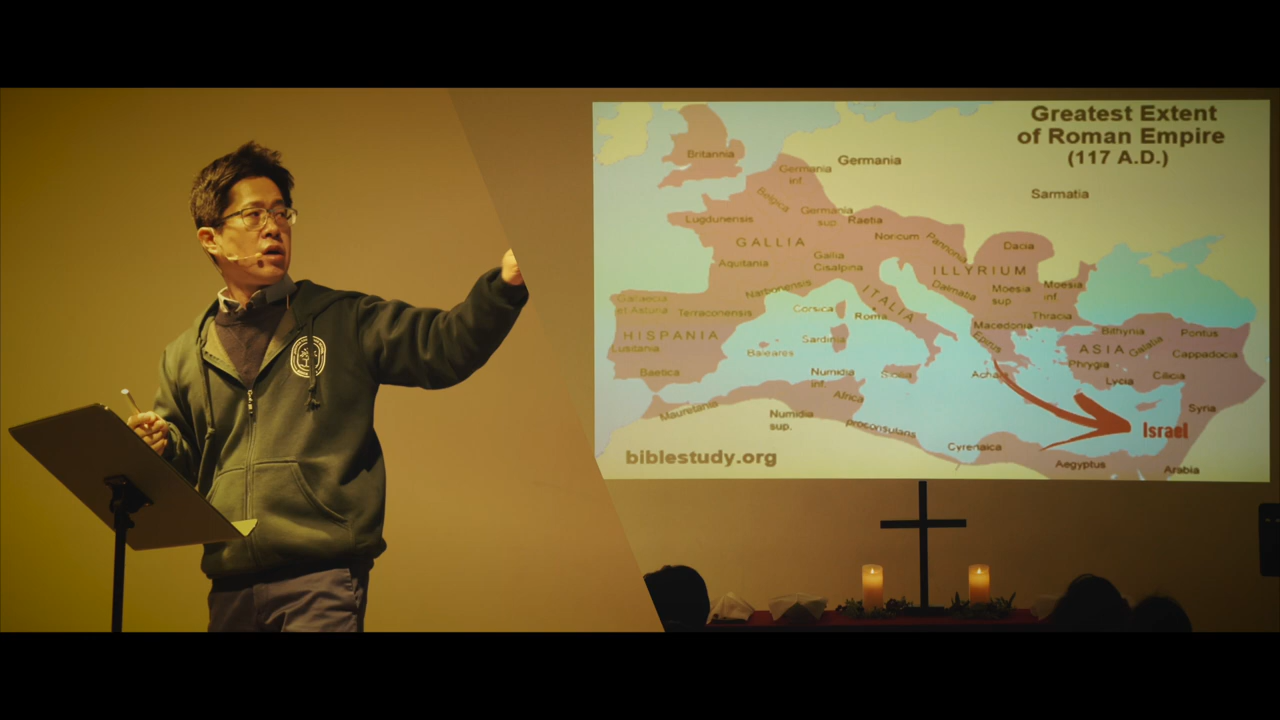 Greatest Extent
of Roman Empire
(117 A.D.)
Britannia
Germania
Germania
inf.
Sarmatia
Belgica
Lugdunensis
Germania
sup
Raetia
Noricum
Pannonia
Dacia
GALLIA
Aquitania
Gallia
Cisalpina
ILLYRIUM
Dalmatia
Moesia
sup
Moesia
inf.
Narbonensis
ITALIA
Gallaecia
et Asturia
Terraconensis
Corsica
Roma
Thracia
Macedonia
Bithynia
Pontus
HISPANIA
Lusitania
Sardinia
Epirus
ASIA
Galatia
Cappadocia
Baleares
Phrygia
Baetica
Numidia
inf.
Sicilia
Achaia
Lycia
Cilicia
Africa
Mauretania
Numidia
sup.
Proconsularis
Syria
Israel
Cyrenaica
biblestudy.org
Aegyptus
Arabia